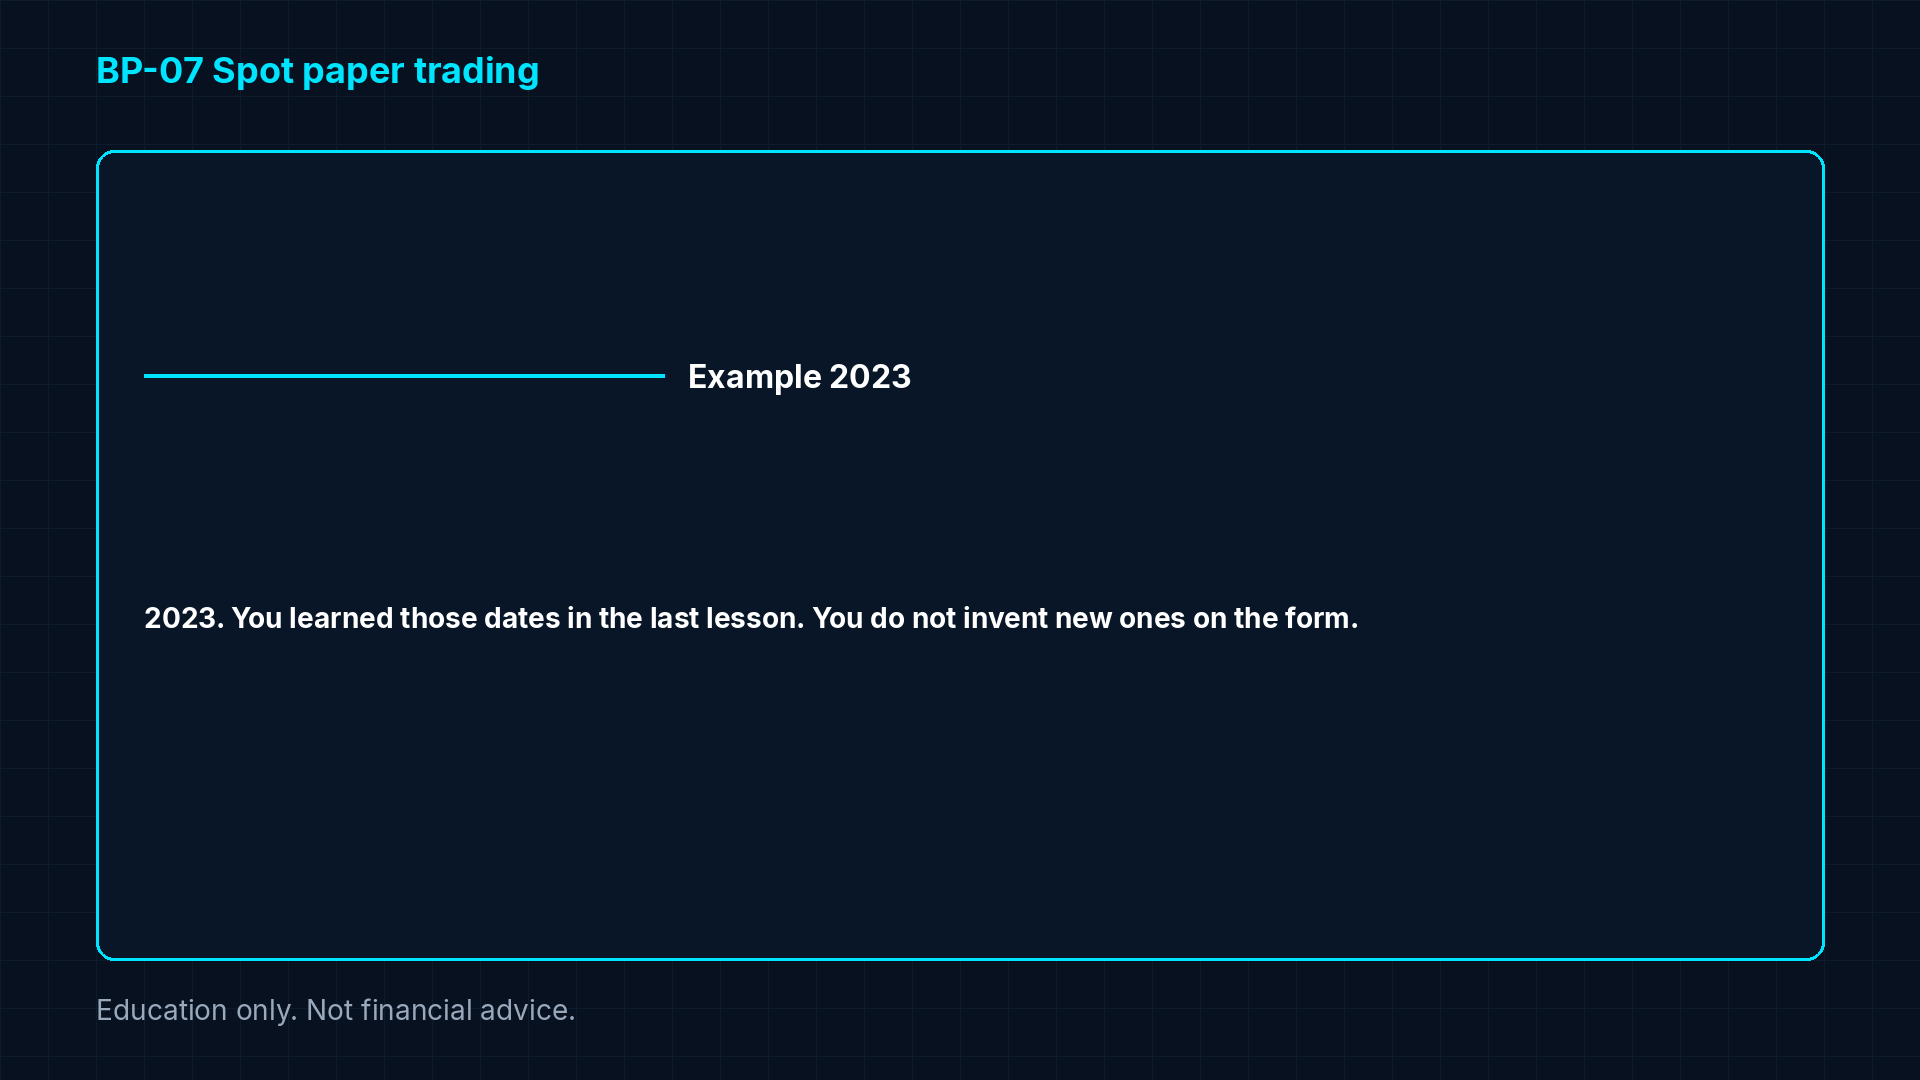 BP-07 Spot paper trading
Example 2023
2023. You learned those dates in the last lesson. You do not invent new ones on the form.
Education only. Not financial advice.